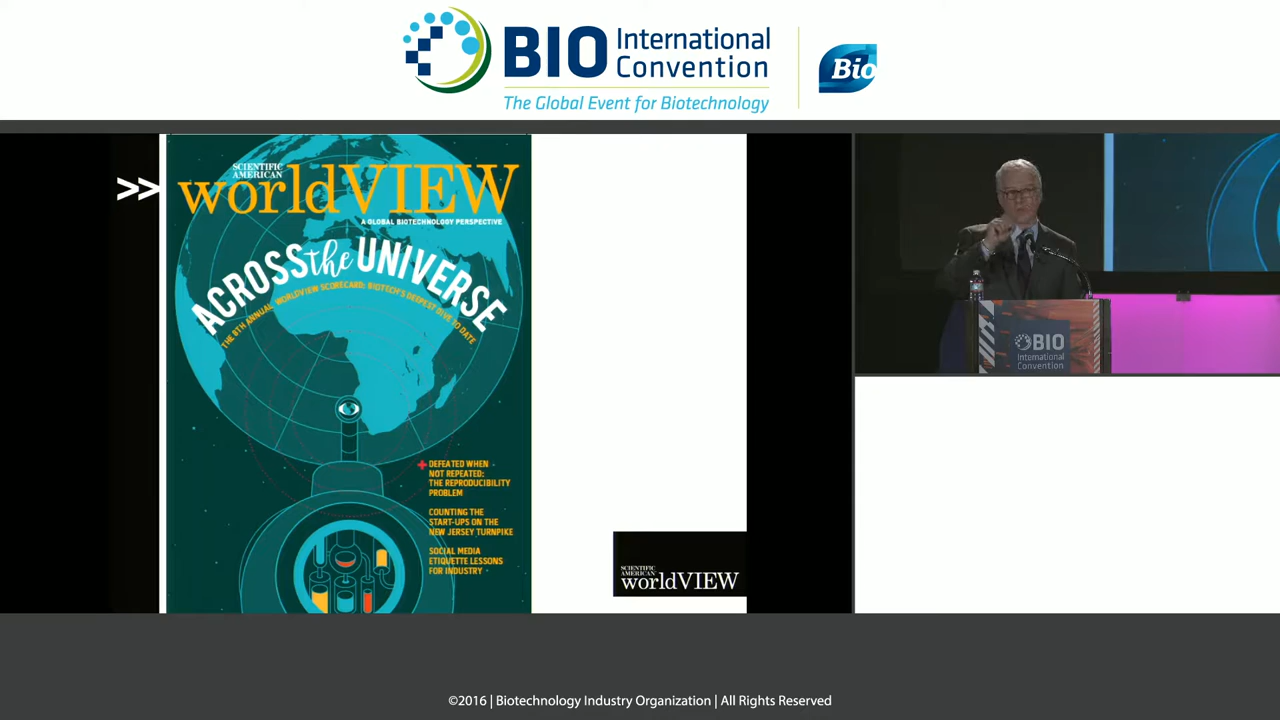 BIO International Convention
The Global Event for Biotechnology
Bio
>>
SCIENTIFIC AMERICAN
worldVIEW
A GLOBAL BIOTECHNOLOGY PERSPECTIVE
ACROSS the UNIVERSE
THE 8TH ANNUAL WORLDVIEW SCORECARD: BIOTECH'S DEEPEST DIVE TO DATE
+ DEFEATED WHEN
NOT REPEATED:
THE REPRODUCIBILITY
PROBLEM
COUNTING THE
START-UPS ON THE
NEW JERSEY TURNPIKE
SOCIAL MEDIA
ETIQUETTE LESSONS
FOR INDUSTRY
SCIENTIFIC
AMERICAN
worldVIEW
BIO
International
Convention
©2016 | Biotechnology Industry Organization | All Rights Reserved